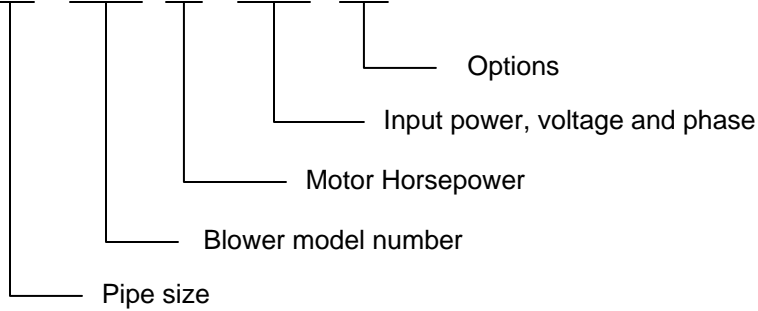 Options
Input power, voltage and phase
Motor Horsepower
Blower model number
Pipe size